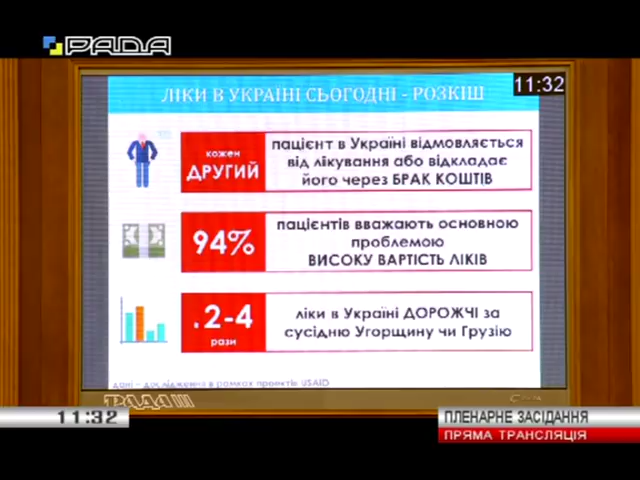 РАДА
ЛІКИ В УКРАЇНІ СЬОГОДНІ - РОЗКІШ
11:32
кожен
ДРУГИЙ
пацієнт в Україні відмовляється
від лікування або відкладає
його через БРАК КОШТІВ
94%
пацієнтів вважають основною
проблемою
ВИСОКУ ВАРТІСТЬ ЛІКІВ
2-4
рази
ліки в Україні ДОРОЖЧІ за
сусідню Угорщину чи Грузію
дані - дослідження в рамках проектів USAID
РАДА
11:32
ПЛЕНАРНЕ ЗАСІДАННЯ
ПРЯМА ТРАНСЛЯЦІЯ